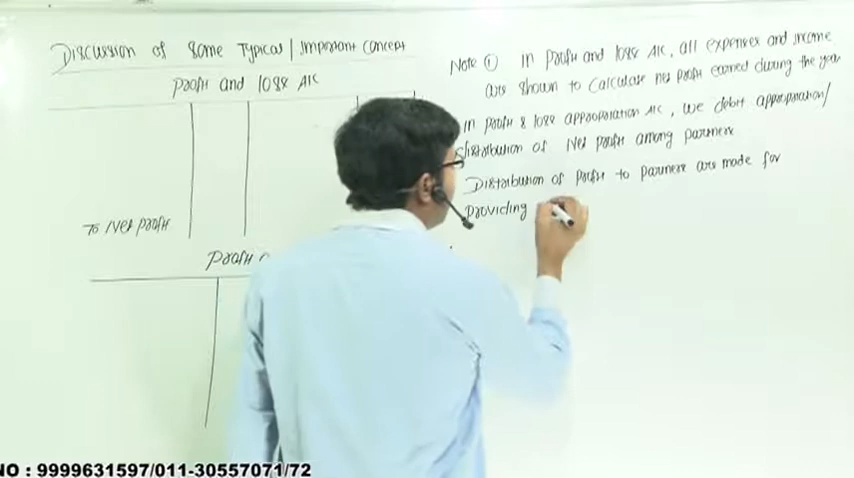 Discussion of Some Typical / Important Concept
Profit and loss A/C
To Net profit
Profit
Note ① In Profit and loss A/C, all expenses and income
are shown to calculate net profit earned during the year
In profit & loss appropriation A/C, we debit appropriation/
distribution of Net profit among partners
Distribution of profit to partners are made for
providing
NO : 9999631597/011-30557071/72